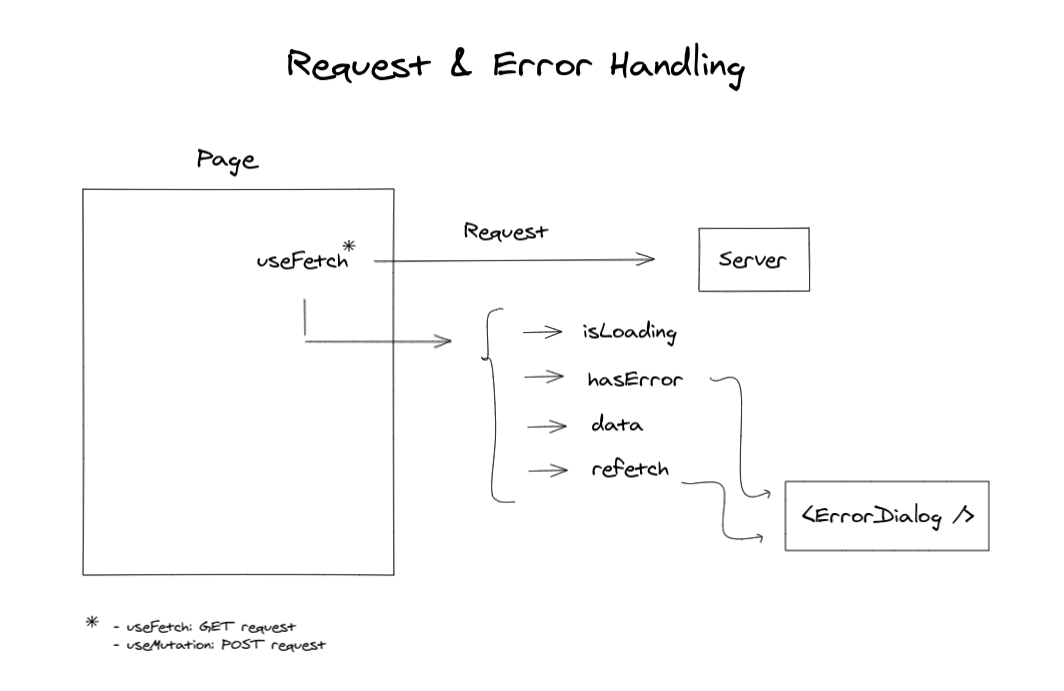 Request & Error Handling
Page
useFetch*
Request
Server
isLoading
hasError
data
refetch
<ErrorDialog />
* - useFetch: GET request
- useMutation: POST request